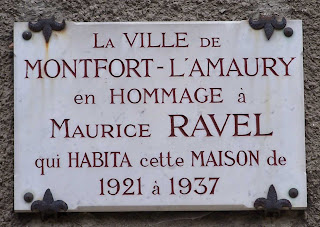 LA VILLE DE
MONTFORT-L'AMAURY
en HOMMAGE à
MAURICE RAVEL
qui HABITA cette MAISON de
1921 à 1937